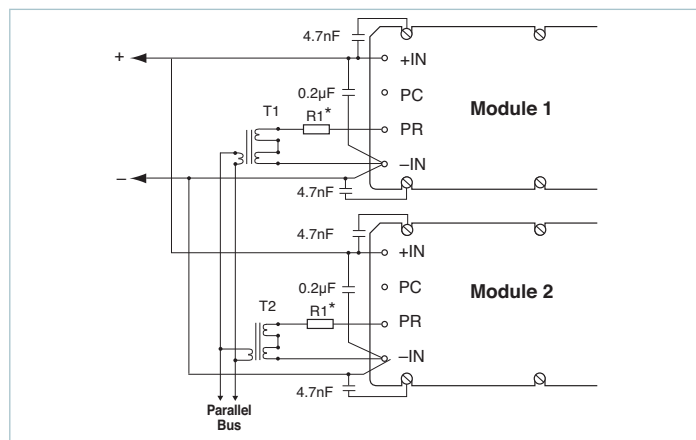 4.7nF
+
+IN
0.2µF
PC
Module 1
T1
R1*
PR
–IN
–
4.7nF
4.7nF
+IN
0.2µF
PC
Module 2
T2
R1*
PR
–IN
4.7nF
Parallel
Bus